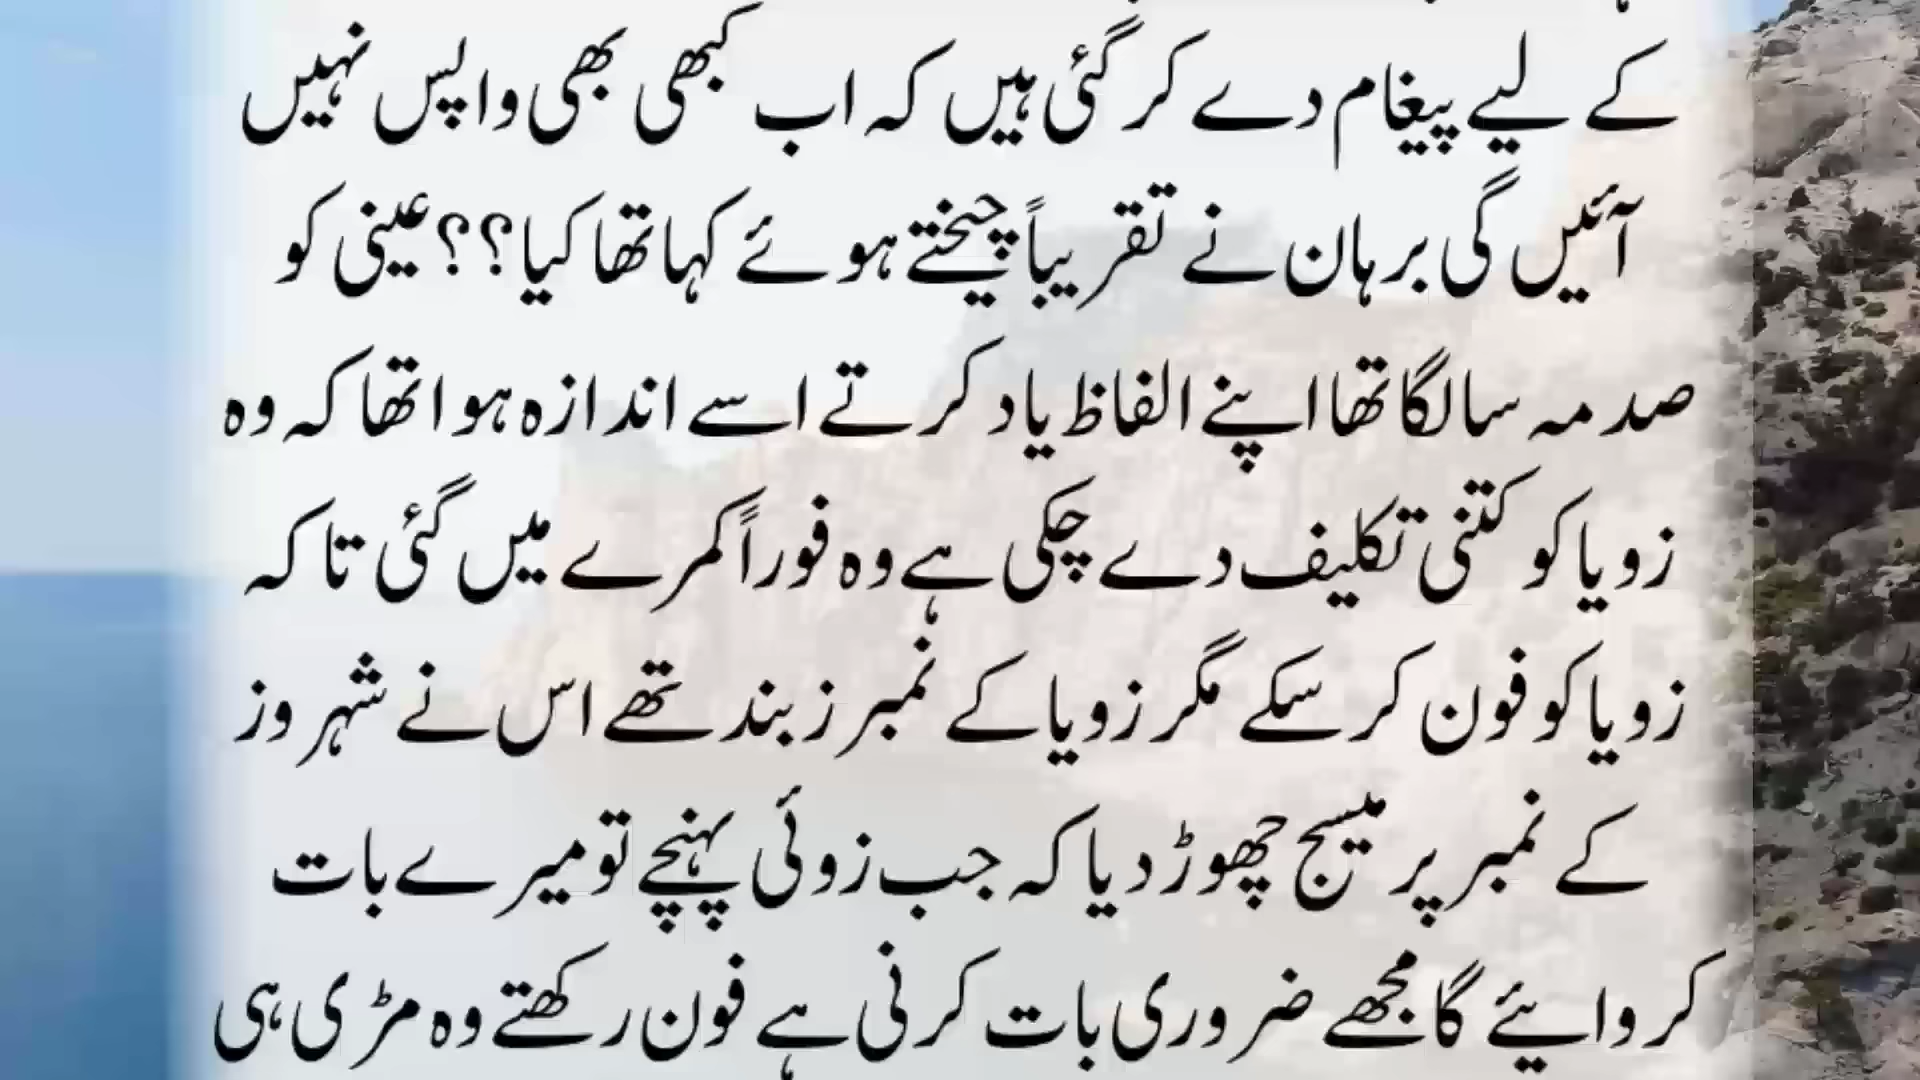 کے لیے پیغام دے کر گئی ہیں کہ اب کبھی بھی واپس نہیں
آئیں گی برہان نے تقریباً چیختے ہوئے کہا تھا کیا؟؟ عینی کو
صدمہ سا لگا تھا اپنے الفاظ یاد کرتے اسے اندازہ ہوا تھا کہ وہ
زویا کو کتنی تکلیف دے چکی ہے وہ فوراً کمرے میں گئی تاکہ
زویا کو فون کر سکے مگر زویا کے نمبرز بند تھے اس نے شہروز
کے نمبر پر میسج چھوڑ دیا کہ جب زوئی پہنچے تو میرے بات
کروایئے گا مجھے ضروری بات کرنی ہے فون رکھتے وہ مڑی ہی